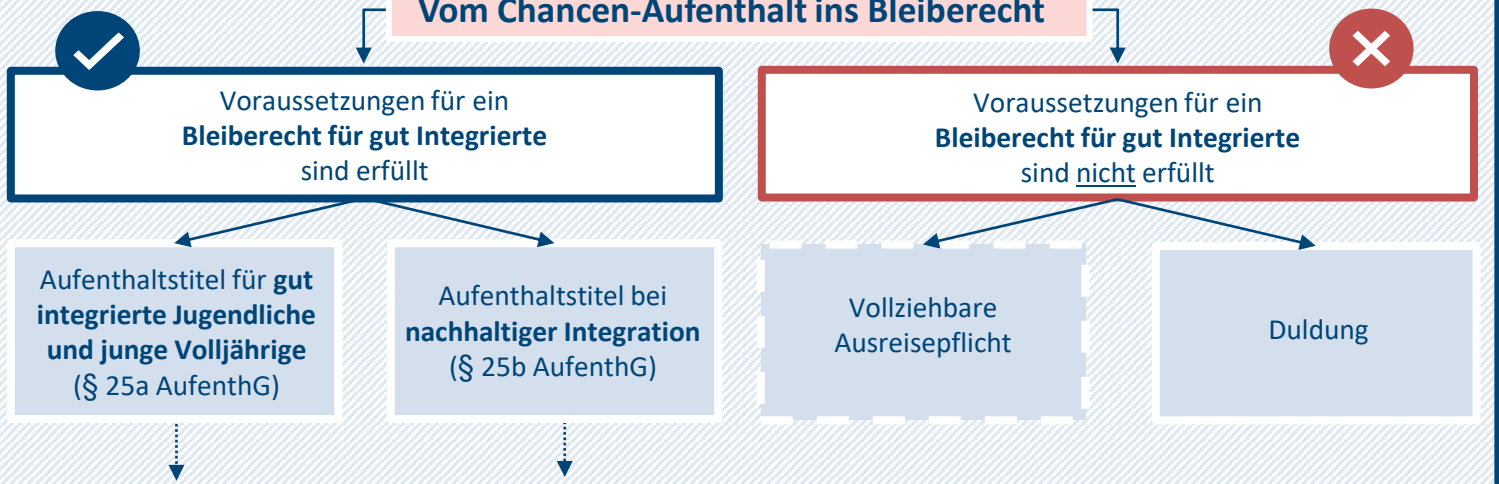 Vom Chancen-Aufenthalt ins Bleiberecht
Voraussetzungen für ein
Bleiberecht für gut Integrierte
sind erfüllt
Voraussetzungen für ein
Bleiberecht für gut Integrierte
sind nicht erfüllt
Aufenthaltstitel für gut
integrierte Jugendliche
und junge Volljährige
(§ 25a AufenthG)
Aufenthaltstitel bei
nachhaltiger Integration
(§ 25b AufenthG)
Vollziehbare
Ausreisepflicht
Duldung